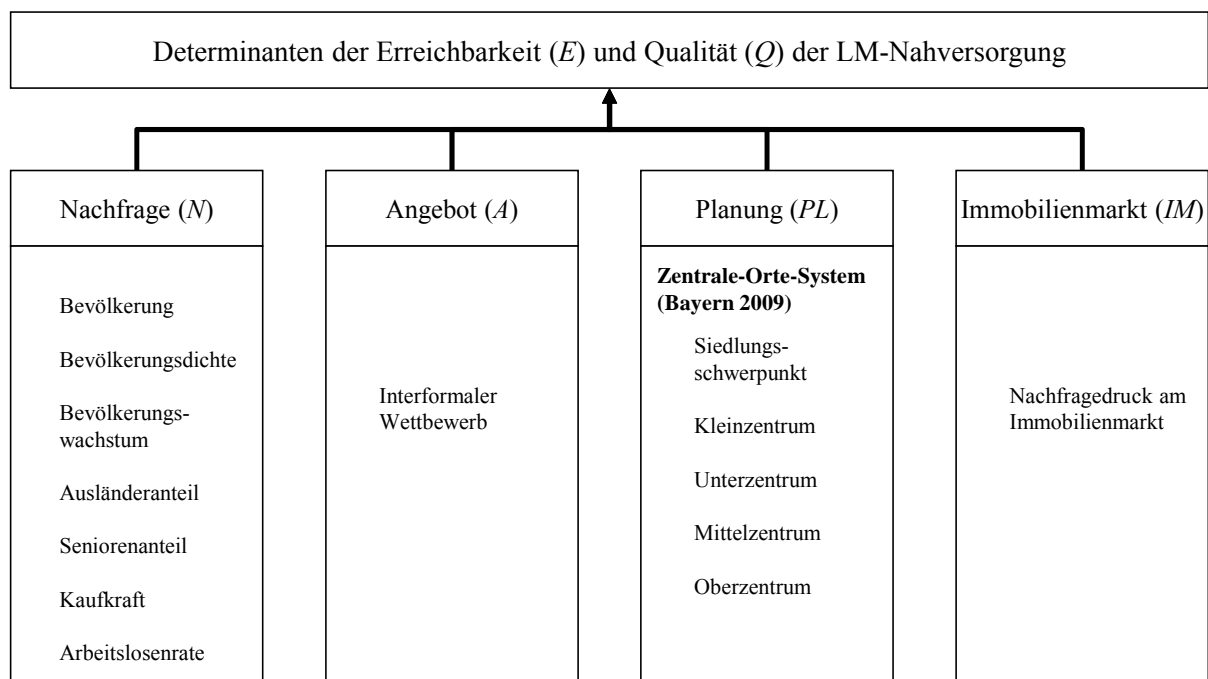 Determinanten der Erreichbarkeit (E) und Qualität (Q) der LM-Nahversorgung
Nachfrage (N)
Bevölkerung
Bevölkerungsdichte
Bevölkerungs-
wachstum
Ausländeranteil
Seniorenanteil
Kaufkraft
Arbeitslosenrate
Angebot (A)
Interformaler
Wettbewerb
Planung (PL)
Zentrale-Orte-System
(Bayern 2009)
Siedlungs-
schwerpunkt
Kleinzentrum
Unterzentrum
Mittelzentrum
Oberzentrum
Immobilienmarkt (IM)
Nachfragedruck am
Immobilienmarkt